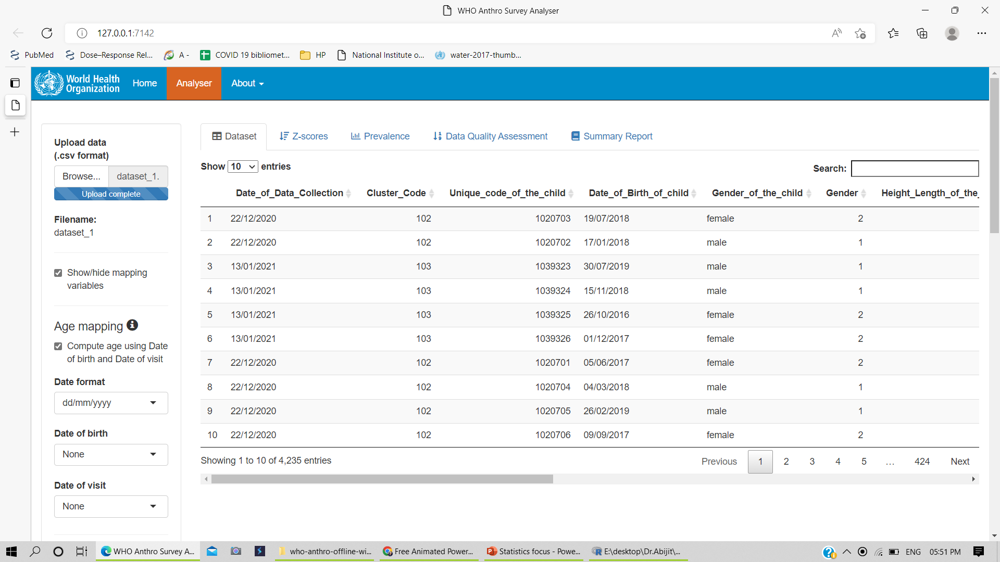 WHO Anthro Survey Analyser
127.0.0.1:7142
PubMed Dose–Response Rel... A - COVID 19 bibliomet... HP National Institute o... water-2017-thumb...
World Health Organization Home Analyser About
Upload data
(.csv format)
Browse... dataset_1.
Upload complete
Filename:
dataset_1
Show/hide mapping
variables
Age mapping
Compute age using Date
of birth and Date of visit
Date format
dd/mm/yyyy
Date of birth
None
Date of visit
None
Dataset Z-scores Prevalence Data Quality Assessment Summary Report
Show 10 entries Search:
Date_of_Data_Collection Cluster_Code Unique_code_of_the_child Date_of_Birth_of_child Gender_of_the_child Gender Height_Length_of_the_
1 22/12/2020 102 1020703 19/07/2018 female 2
2 22/12/2020 102 1020702 17/01/2018 male 1
3 13/01/2021 103 1039323 30/07/2019 male 1
4 13/01/2021 103 1039324 15/11/2018 male 1
5 13/01/2021 103 1039325 26/10/2016 female 2
6 13/01/2021 103 1039326 01/12/2017 female 2
7 22/12/2020 102 1020701 05/06/2017 female 2
8 22/12/2020 102 1020704 04/03/2018 male 1
9 22/12/2020 102 1020705 26/02/2019 male 1
10 22/12/2020 102 1020706 09/09/2017 female 2
Showing 1 to 10 of 4,235 entries Previous 1 2 3 4 5 ... 424 Next
WHO Anthro Survey A... who-anthro-offline-wi... Free Animated Power... Statistics focus - Powe... E:\desktop\Dr.Abijit\... ENG 05:51 PM